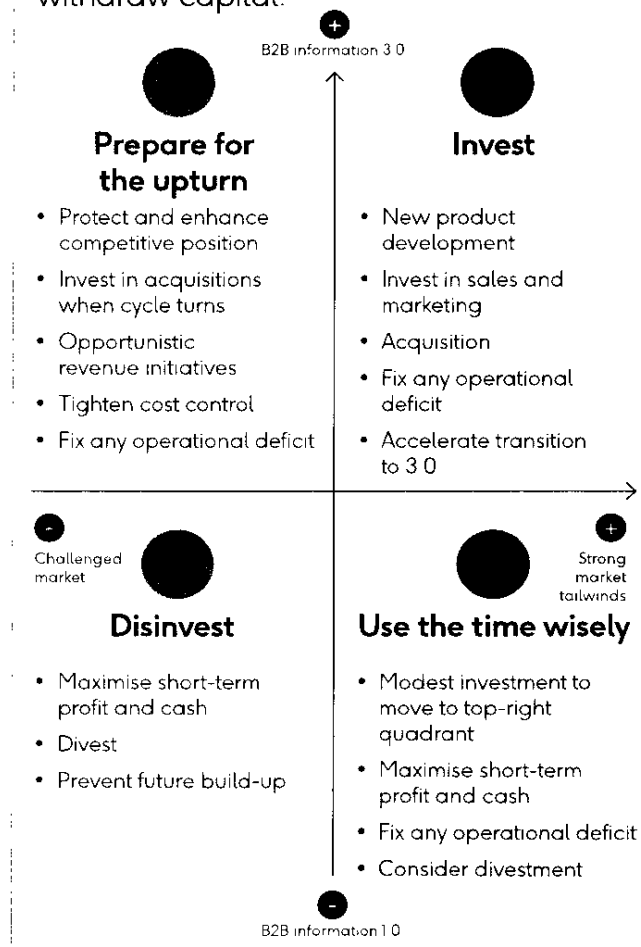 withdraw capital.
+
B2B information 3 0
Prepare for
the upturn
• Protect and enhance
competitive position
• Invest in acquisitions
when cycle turns
• Opportunistic
revenue initiatives
• Tighten cost control
• Fix any operational deficit
Invest
• New product
development
• Invest in sales and
marketing
• Acquisition
• Fix any operational
deficit
• Accelerate transition
to 3 0
-
Challenged
market
+
Strong
market
tailwinds
Disinvest
• Maximise short-term
profit and cash
• Divest
• Prevent future build-up
Use the time wisely
• Modest investment to
move to top-right
quadrant
• Maximise short-term
profit and cash
• Fix any operational deficit
• Consider divestment
-
B2B information 1 0